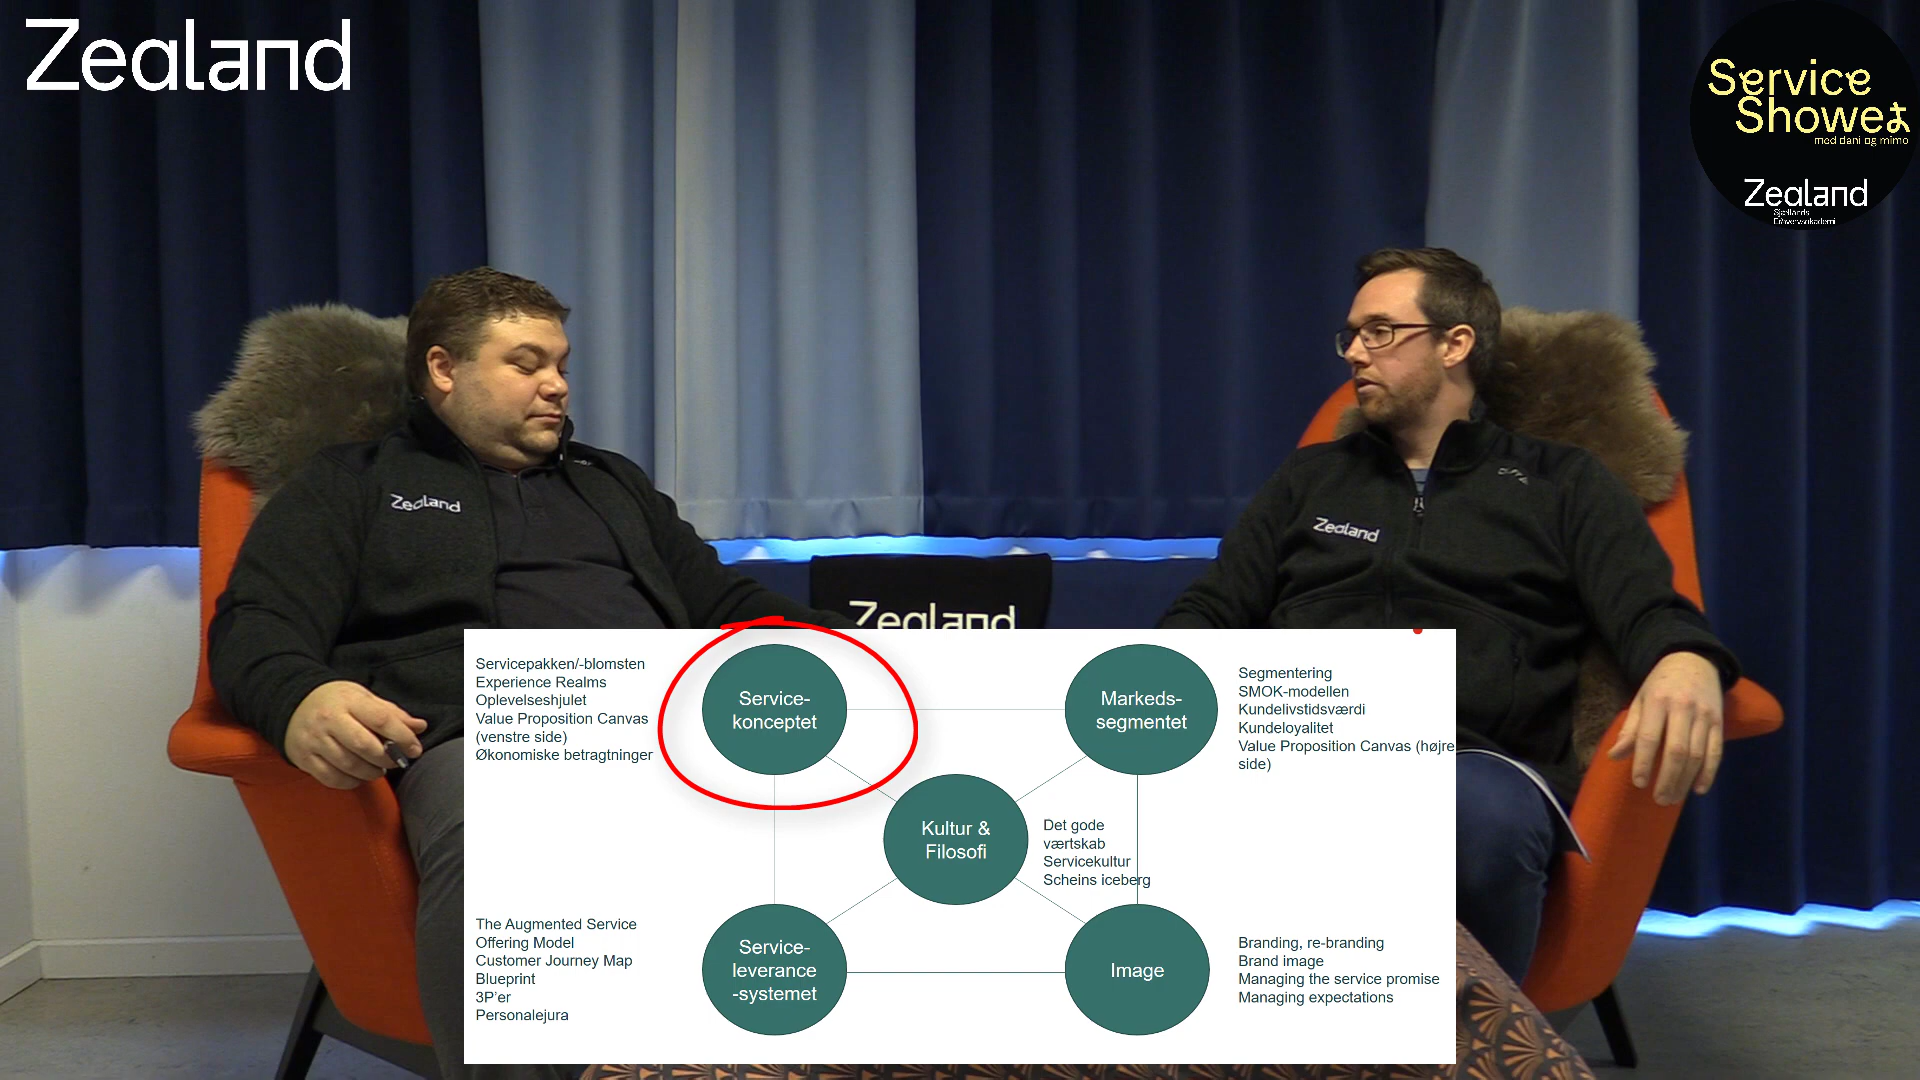 Zealand
Service
Showet
med dani og mimo
Zealand
Sjællands
Erhvervsakademi
Zealand
Zealand
Zealand
Servicepakken/-blomsten
Experience Realms
Oplevelseshjulet
Value Proposition Canvas
(venstre side)
Økonomiske betragtninger
Service-
konceptet
Markeds-
segmentet
Segmentering
SMOK-modellen
Kundelivstidsværdi
Kundeloyalitet
Value Proposition Canvas (højre
side)
Kultur &
Filosofi
Det gode
værtskab
Servicekultur
Scheins iceberg
The Augmented Service
Offering Model
Customer Journey Map
Blueprint
3P'er
Personalejura
Service-
leverance
-systemet
Image
Branding, re-branding
Brand image
Managing the service promise
Managing expectations